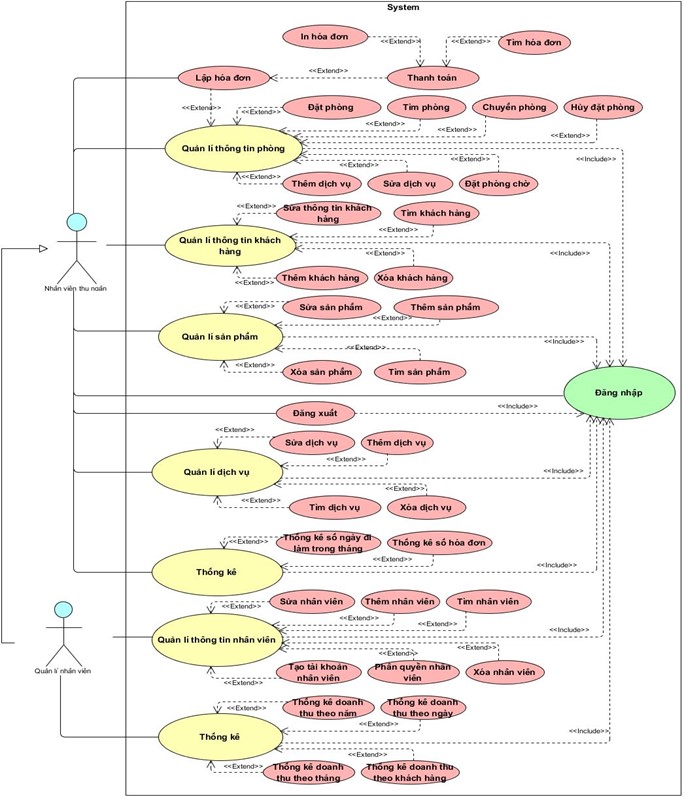 System
In hóa đơn
<<Extend>>
<<Extend>>
Tìm hóa đơn
Lập hóa đơn
<<Extend>>
Thanh toán
<<Extend>>
<<Extend>>
Đặt phòng
Tìm phòng
Chuyển phòng
Hủy đặt phòng
<<Extend>>
<<Extend>>
<<Extend>>
Quản lí thông tin phòng
<<Include>>
<<Extend>>
<<Extend>>
<<Extend>>
Thêm dịch vụ
Sửa dịch vụ
Đặt phòng chờ
Sửa thông tin khách
hàng
Tìm khách hàng
<<Extend>>
<<Extend>>
Quản lí thông tin khách
hàng
<<Include>>
<<Extend>>
<<Extend>>
Thêm khách hàng
Xóa khách hàng
Nhân viên thu ngân
<<Extend>>
Sửa sản phẩm
Thêm sản phẩm
<<Extend>>
Quản lí sản phẩm
<<Include>>
<<Extend>>
<<Extend>>
Xóa sản phẩm
Tìm sản phẩm
Đăng nhập
Đăng xuất
<<Include>>
<<Extend>>
Sửa dịch vụ
Thêm dịch vụ
<<Extend>>
Quản lí dịch vụ
<<Include>>
<<Extend>>
<<Extend>>
Tìm dịch vụ
Xóa dịch vụ
<<Extend>>
Thống kê số ngày đi
làm trong tháng
Thống kê số hóa đơn
<<Extend>>
Thống kê
<<Include>>
<<Extend>>
Sửa nhân viên
Thêm nhân viên
Tìm nhân viên
<<Extend>>
<<Extend>>
Quản lí thông tin nhân viên
<<Include>>
<<Extend>>
<<Extend>>
<<Extend>>
Tạo tài khoản
nhân viên
Phân quyền nhân
viên
Xóa nhân viên
Quản lí nhân viên
<<Extend>>
Thống kê doanh
thu theo năm
Thống kê doanh
thu theo ngày
<<Extend>>
Thống kê
<<Include>>
<<Extend>>
<<Extend>>
Thống kê doanh
thu theo tháng
Thống kê doanh thu
theo khách hàng